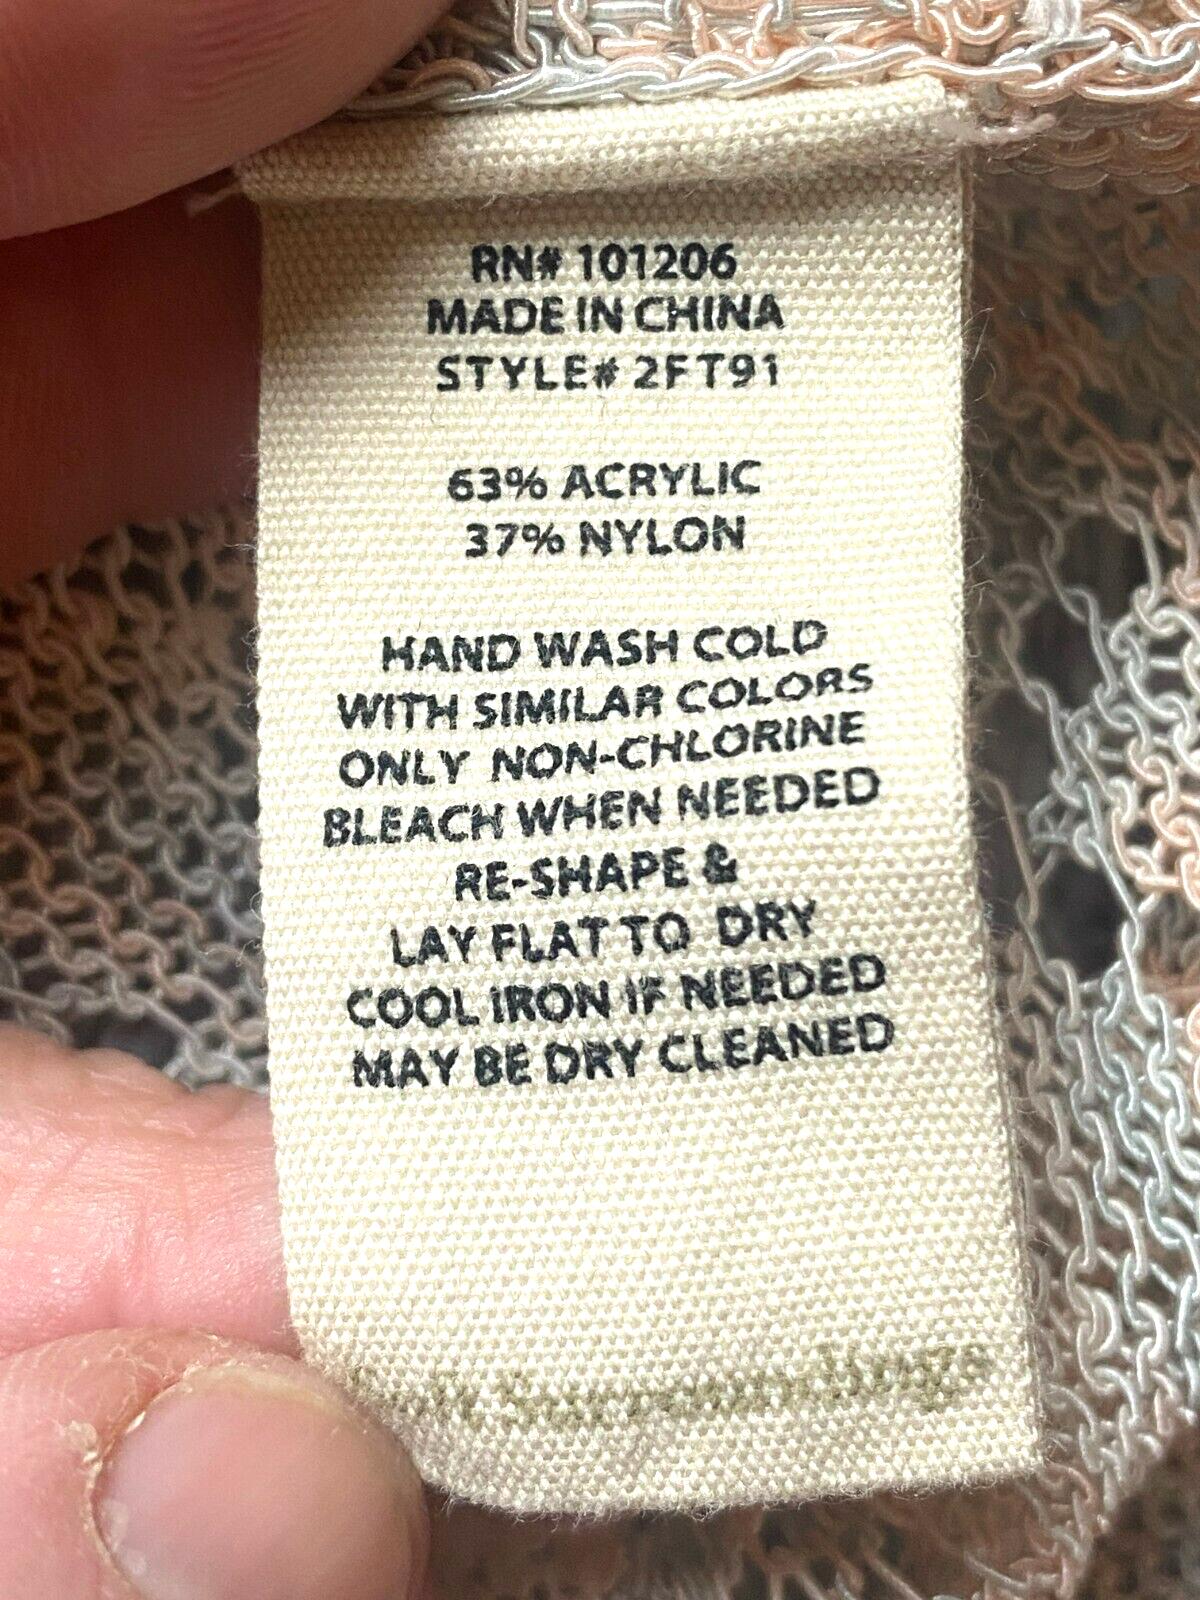 RN# 101206
MADE IN CHINA
STYLE# 2FT91
63% ACRYLIC
37% NYLON
HAND WASH COLD
WITH SIMILAR COLORS
ONLY NON-CHLORINE
BLEACH WHEN NEEDED
RE-SHAPE &
LAY FLAT TO DRY
COOL IRON IF NEEDED
MAY BE DRY CLEANED